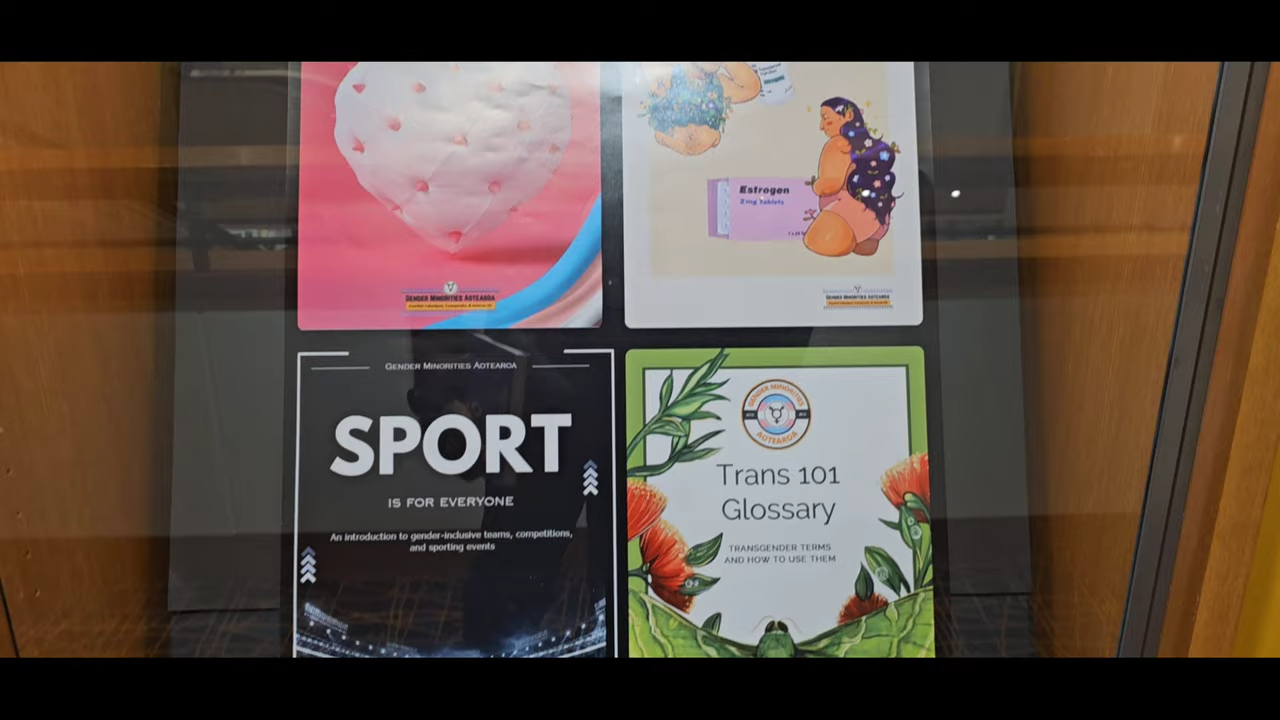 Estrogen
2mg Tablets
GENDER MINORITIES AOTEAROA
GENDER MINORITIES AOTEAROA
GENDER MINORITIES AOTEAROA
SPORT
IS FOR EVERYONE
An introduction to gender-inclusive teams, competitions,
and sporting events
GENDER MINORITIES
AOTEAROA
Trans 101
Glossary
TRANSGENDER TERMS
AND HOW TO USE THEM